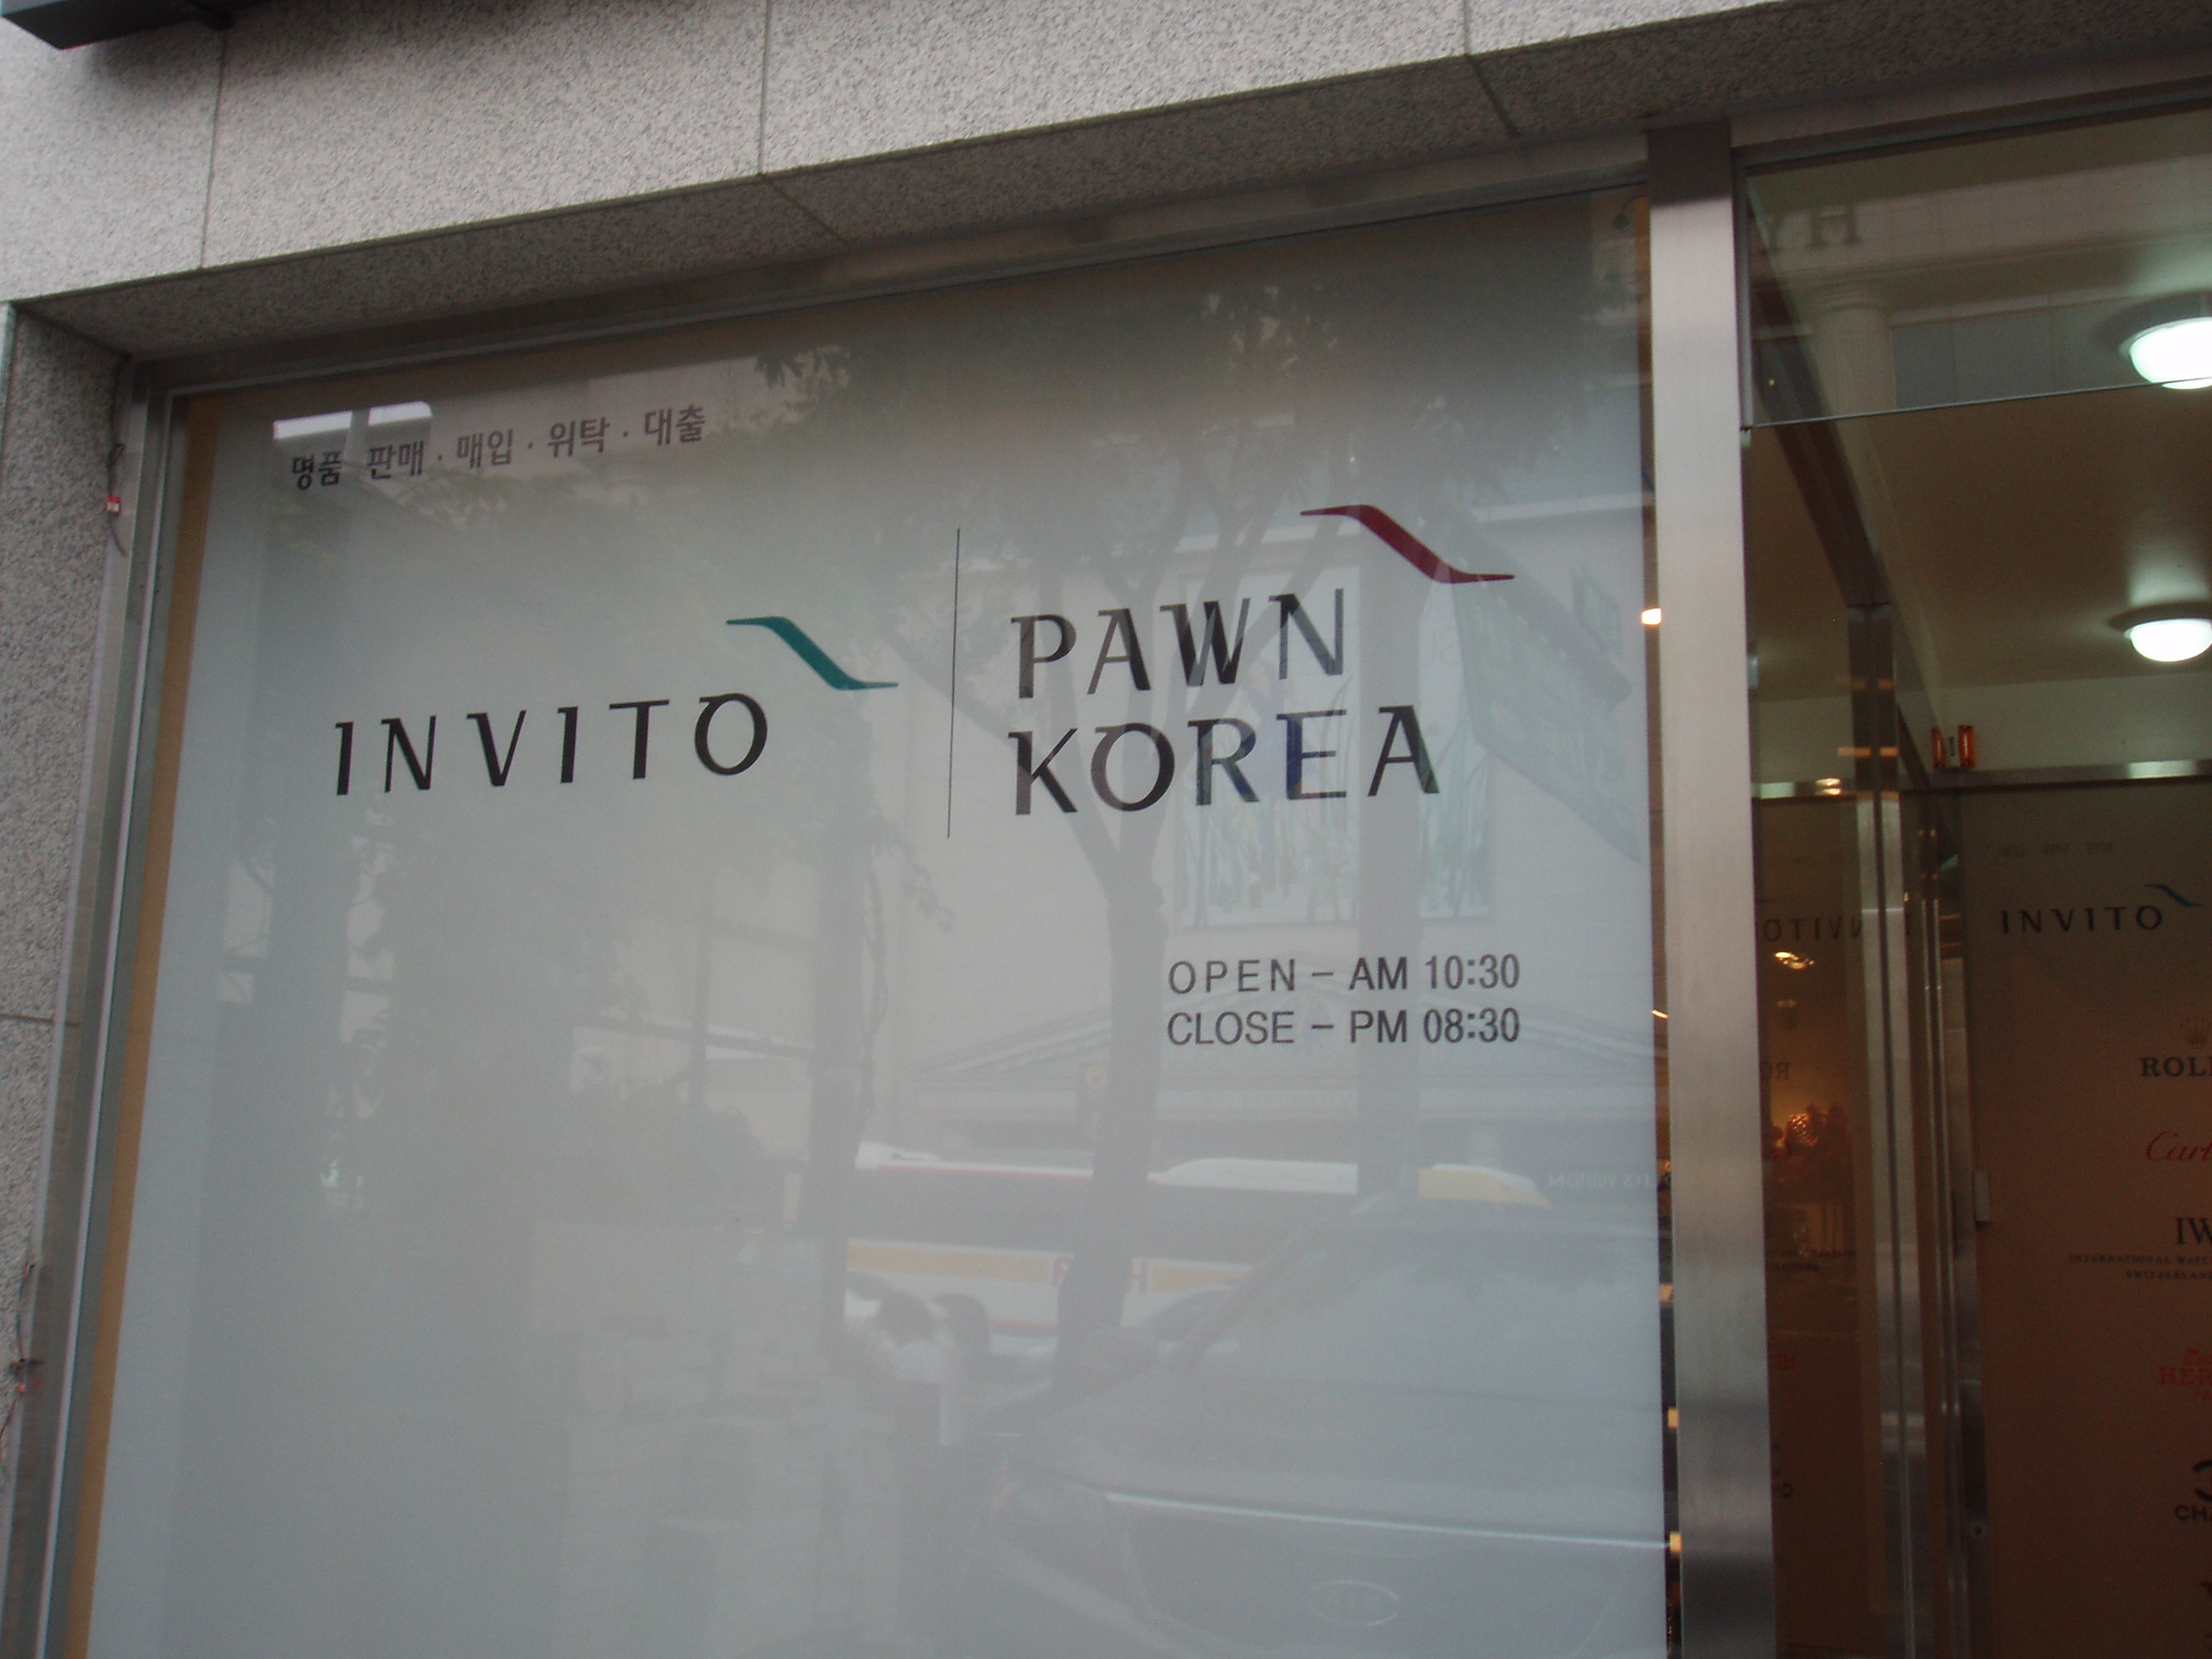 명품 판매 · 매입 · 위탁 · 대출
INVITO
PAWN
KOREA
OPEN – AM 10:30
CLOSE – PM 08:30
INVITO